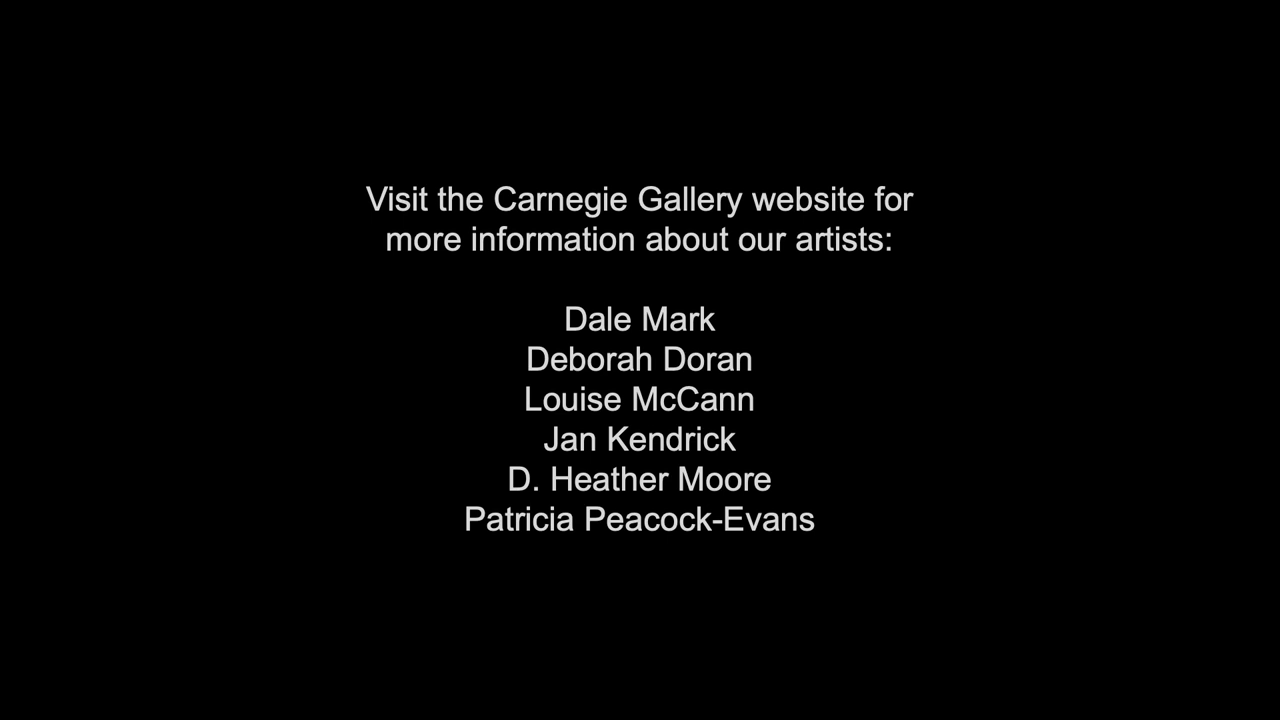 Visit the Carnegie Gallery website for
more information about our artists:
Dale Mark
Deborah Doran
Louise McCann
Jan Kendrick
D. Heather Moore
Patricia Peacock-Evans